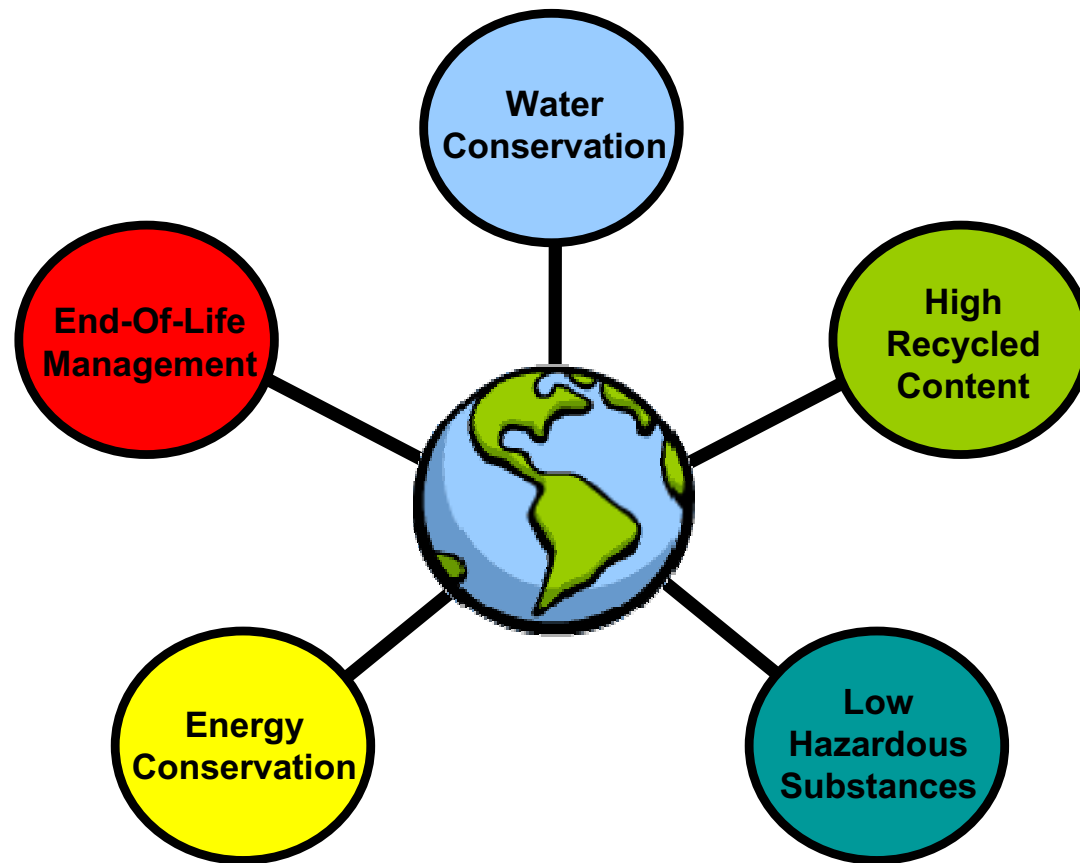 Water
Conservation
End-Of-Life
Management
High
Recycled
Content
Energy
Conservation
Low
Hazardous
Substances